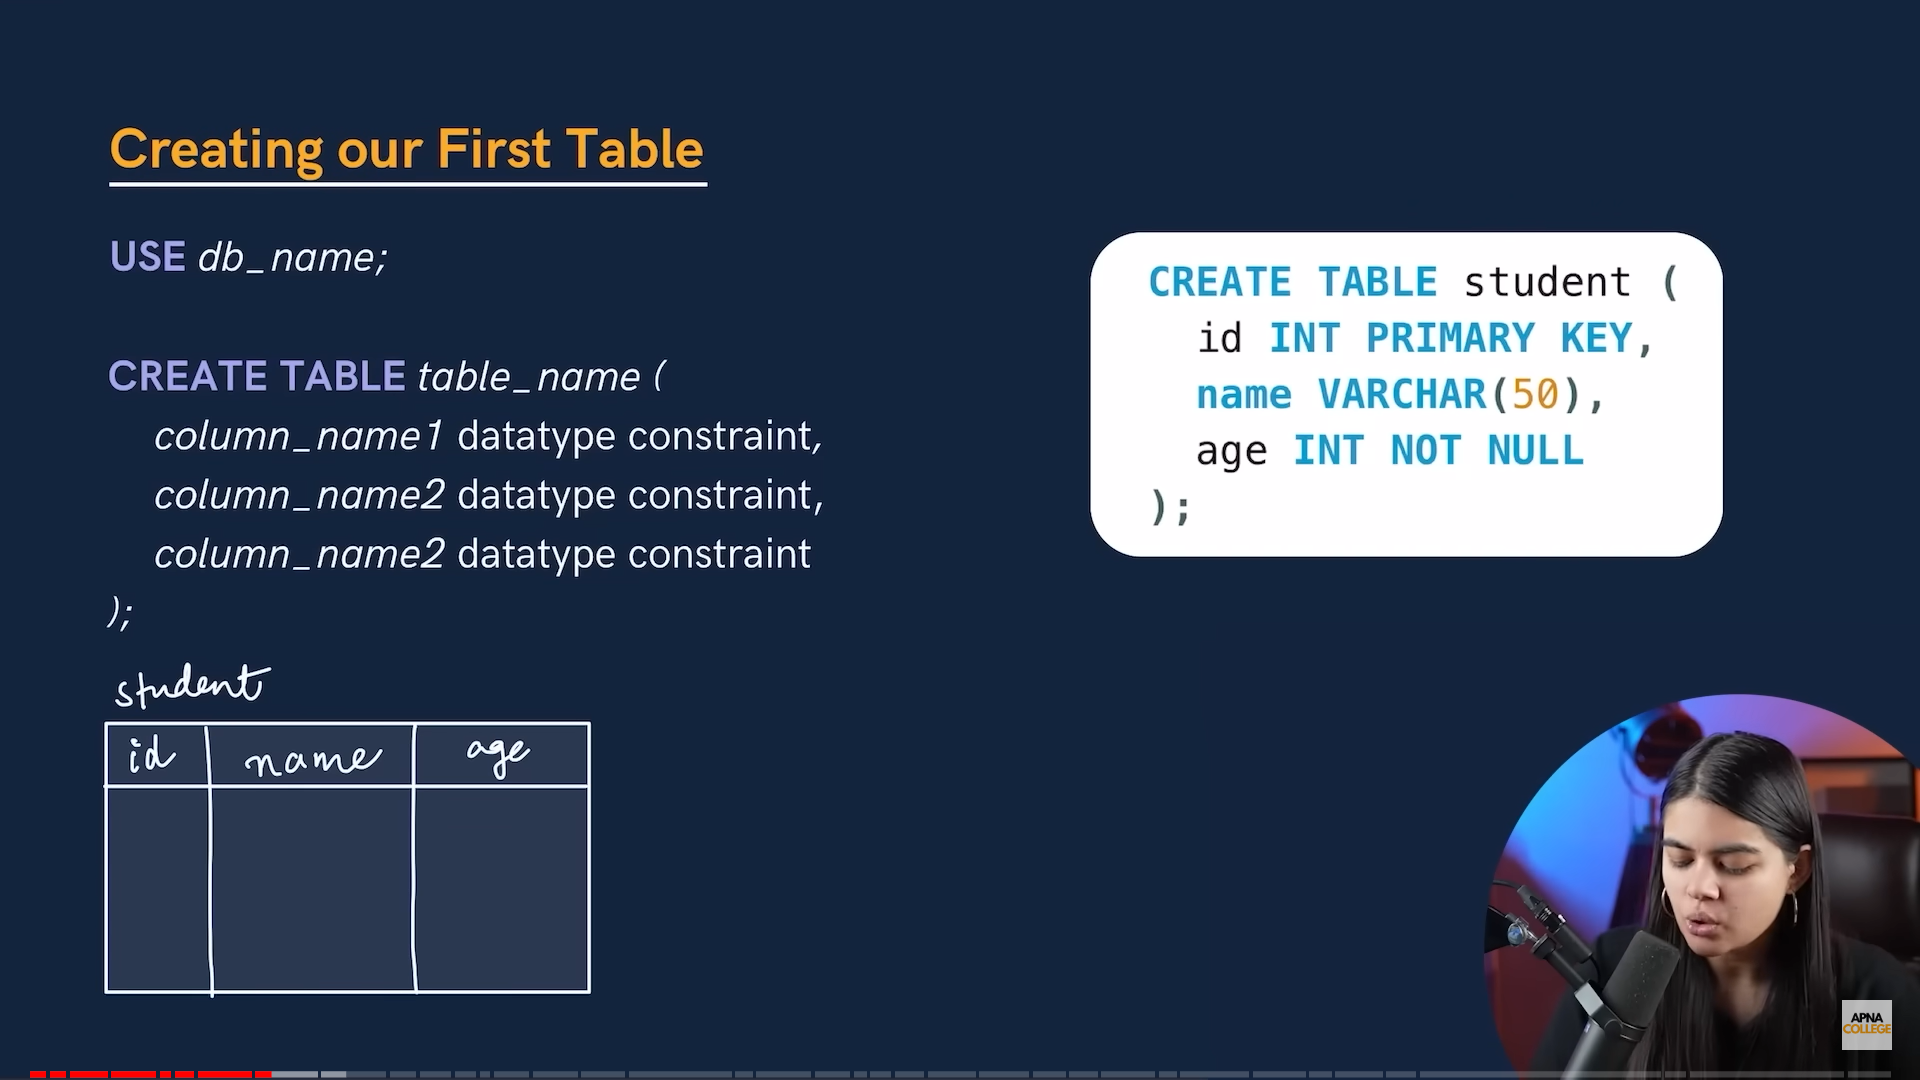 Creating our First Table
USE db_name;
CREATE TABLE table_name (
column_name1 datatype constraint,
column_name2 datatype constraint,
column_name2 datatype constraint
);
student
id name age
CREATE TABLE student (
id INT PRIMARY KEY,
name VARCHAR(50),
age INT NOT NULL
);
APNA
COLLEGE